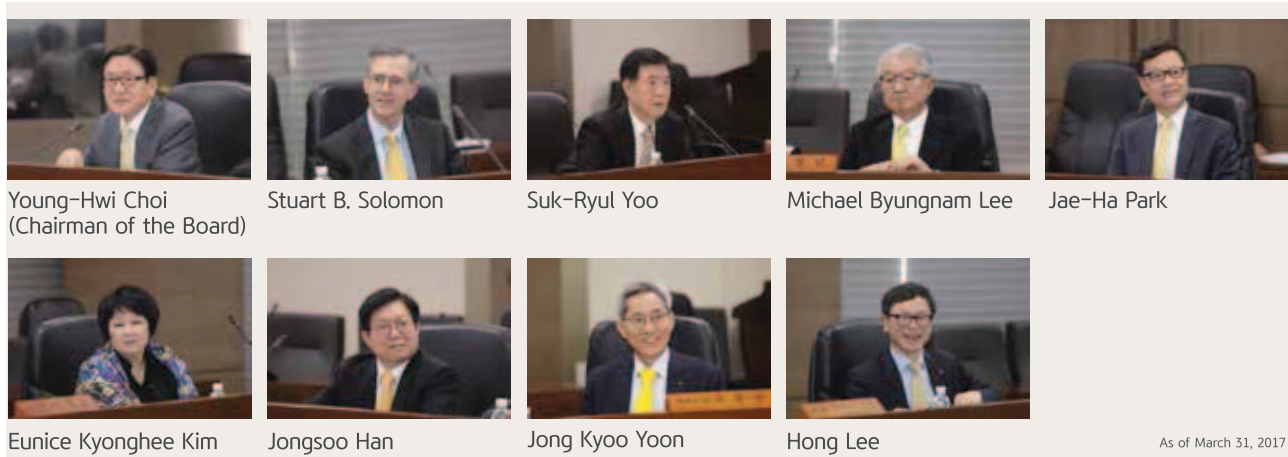 Young-Hwi Choi
(Chairman of the Board)
Stuart B. Solomon
Suk-Ryul Yoo
Michael Byungnam Lee
Jae-Ha Park
Eunice Kyonghee Kim
Jongsoo Han
Jong Kyoo Yoon
Hong Lee
As of March 31, 2017